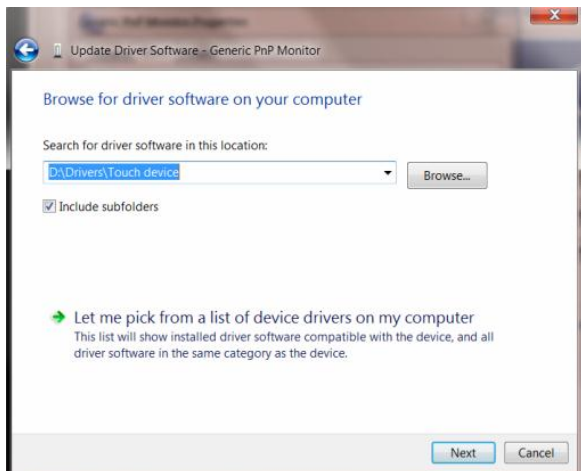 Update Driver Software - Generic PnP Monitor
Browse for driver software on your computer
Search for driver software in this location:
D:\Drivers\Touch device
Browse...
Include subfolders
Let me pick from a list of device drivers on my computer
This list will show installed driver software compatible with the device, and all
driver software in the same category as the device.
Next
Cancel